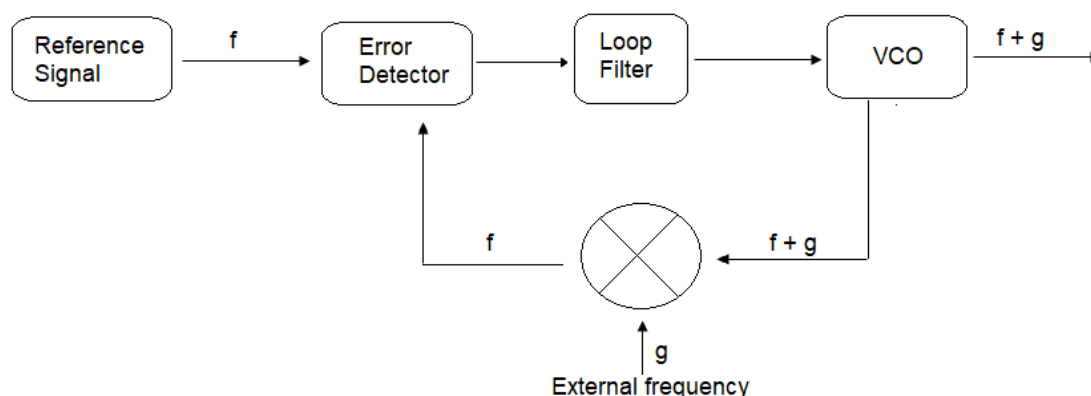 Reference
Signal
f
Error
Detector
Loop
Filter
VCO
f + g
f
f + g
g
External frequency